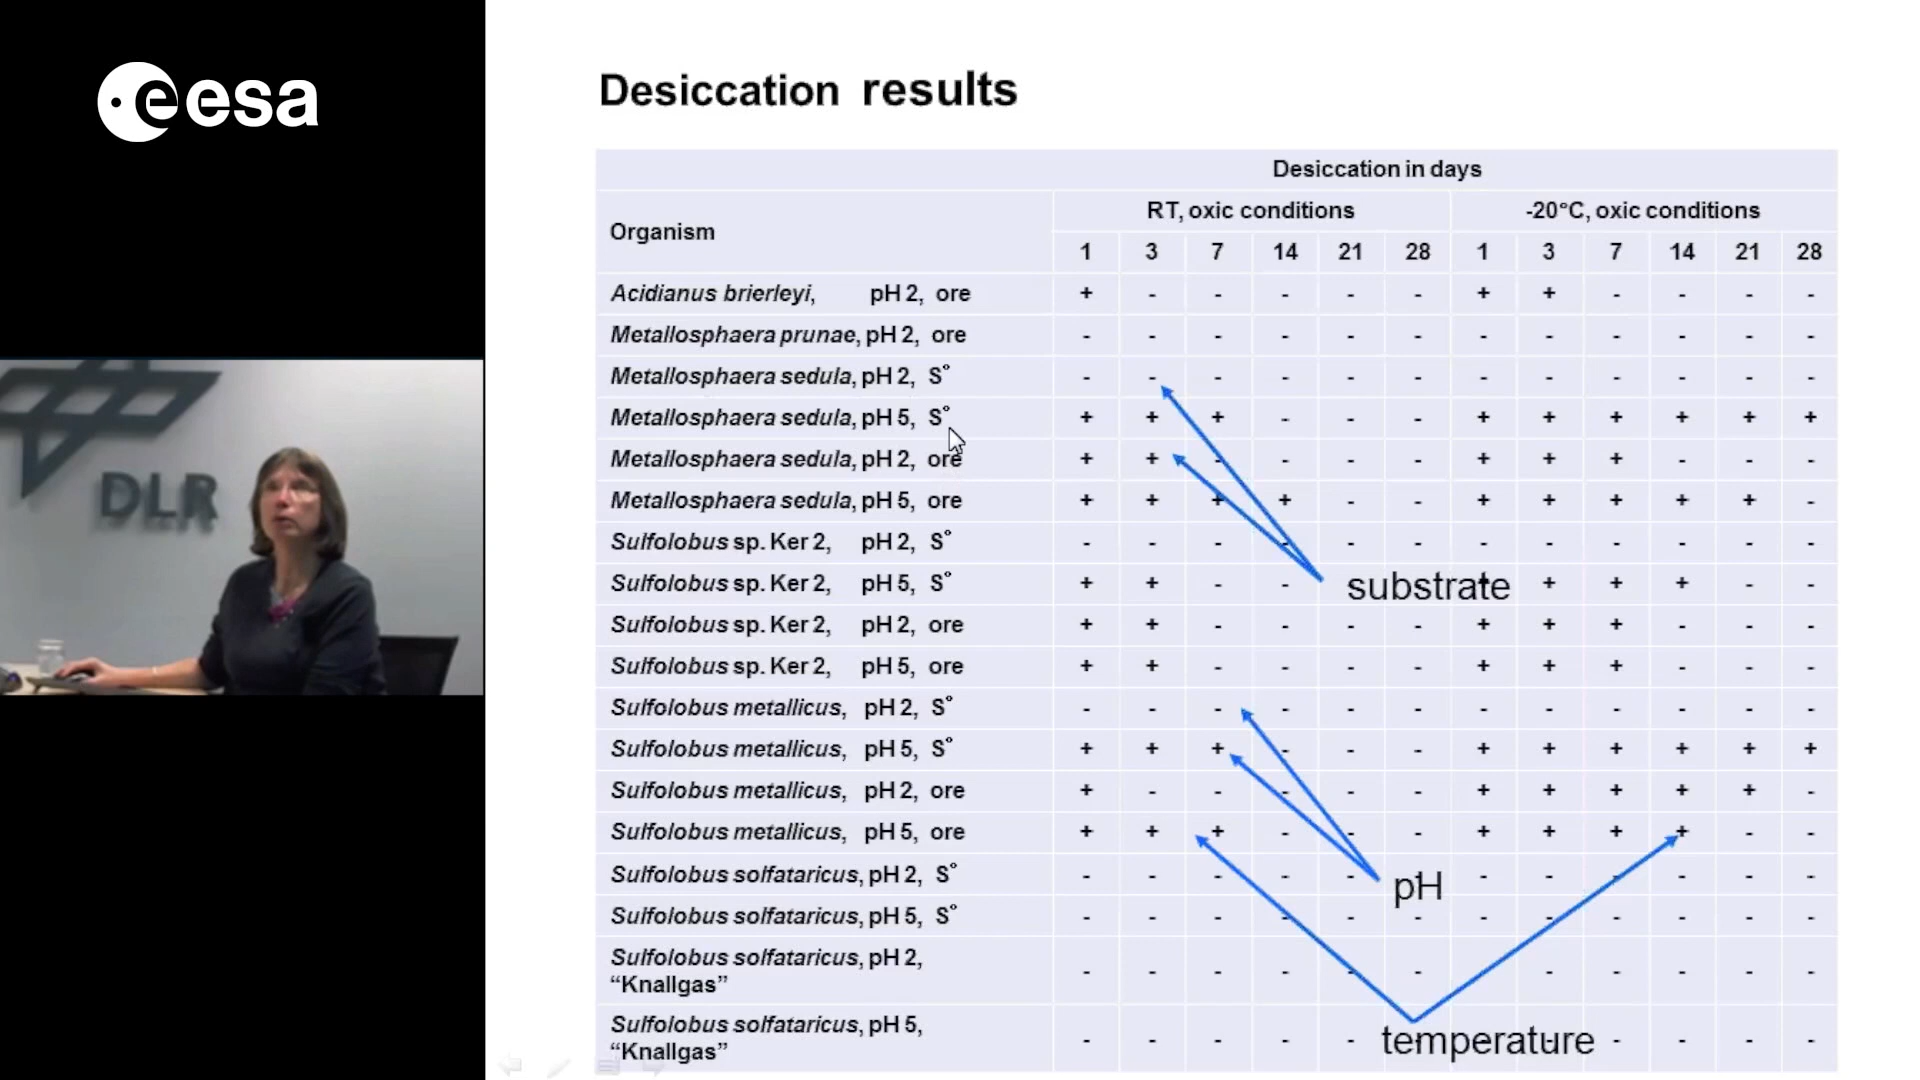 esa
DLR
Desiccation results
Desiccation in days
Organism RT, oxic conditions -20°C, oxic conditions
1 3 7 14 21 28 1 3 7 14 21 28
Acidianus brierleyi, pH 2, ore + - - - - - + + - - - -
Metallosphaera prunae, pH 2, ore - - - - - - - - - - - -
Metallosphaera sedula, pH 2, S° - - - - - - - - - - - -
Metallosphaera sedula, pH 5, S° + + + - - - + + + + + +
Metallosphaera sedula, pH 2, ore + + - - - - + + + - - -
Metallosphaera sedula, pH 5, ore + + + + - - + + + + + -
Sulfolobus sp. Ker 2, pH 2, S° - - - - - - - - - - - -
Sulfolobus sp. Ker 2, pH 5, S° + + - - substrate + + + + - -
Sulfolobus sp. Ker 2, pH 2, ore + + - - - - + + + - - -
Sulfolobus sp. Ker 2, pH 5, ore + + - - - - + + + - - -
Sulfolobus metallicus, pH 2, S° - - - - - - - - - - - -
Sulfolobus metallicus, pH 5, S° + + + - - - + + + + + +
Sulfolobus metallicus, pH 2, ore + - - - - - + + + + + -
Sulfolobus metallicus, pH 5, ore + + + - - - + + + + - -
Sulfolobus solfataricus, pH 2, S° - - - - - - - - - - - -
pH
Sulfolobus solfataricus, pH 5, S° - - - - - - - - - - - -
Sulfolobus solfataricus, pH 2,
“Knallgas” - - - - - - - - - - -
Sulfolobus solfataricus, pH 5,
“Knallgas” - - - - - - - - - - -
temperature